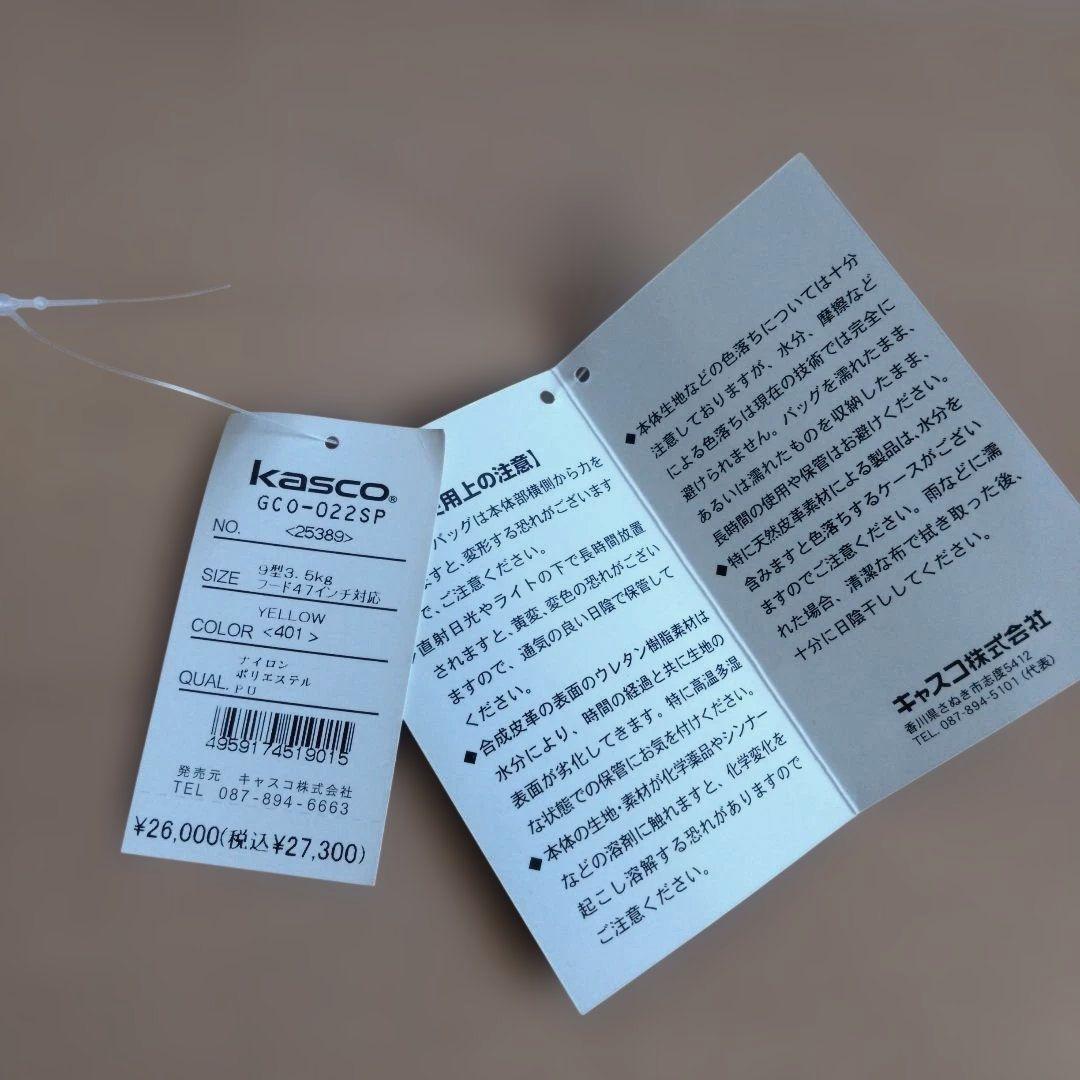 kasco®
GCO-022SP
NO. <25389>
SIZE 9型3.5kg
フード47インチ対応
YELLOW
COLOR <401>
ナイロン
ポリエステル
QUAL. PU
4959174519015
発売元 キャスコ株式会社
TEL 087-894-6663
¥26,000(税込¥27,300)
用上の注意】
バッグは本体部横側から力を
ますと、変形する恐れがございます
で、ご注意ください。
直射日光やライトの下で長時間放置
されますと、黄変、変色の恐れがござい
ますので、通気の良い日陰で保管して
ください。
◆合成皮革の表面のウレタン樹脂素材は
水分により、時間の経過と共に生地の
表面が劣化してきます。特に高温多湿
な状態での保管にお気を付けください。
◆本体の生地・素材が化学薬品やシンナー
などの溶剤に触れますと、化学変化を
起こし溶解する恐れがありますので
ご注意ください。
◆本体生地などの色落ちについては十分
注意しておりますが、水分、摩擦など
による色落ちは現在の技術では完全に
避けられません。バッグを濡れたまま、
あるいは濡れたものを収納したまま、
長時間の使用や保管はお避けください。
◆特に天然皮革素材による製品は、水分を
含みますと色落ちするケースがござい
ますのでご注意ください。雨などに濡
れた場合、清潔な布で拭き取った後、
十分に日陰干ししてください。
キャスコ株式会社
香川県さぬき市志度5412
TEL. 087-894-5101 (代表)